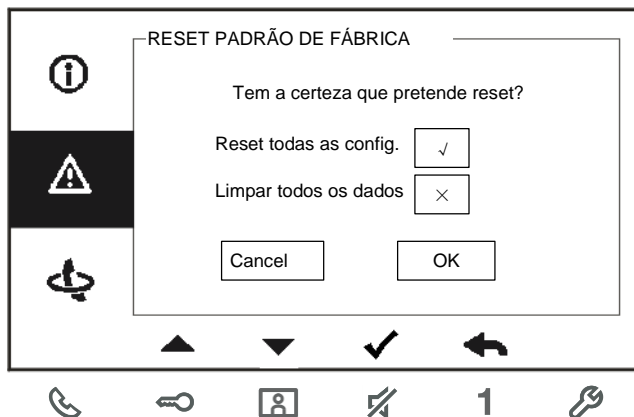 RESET PADRÃO DE FÁBRICA
Tem a certeza que pretende reset?
Reset todas as config. √
Limpar todos os dados ×
Cancel OK
1